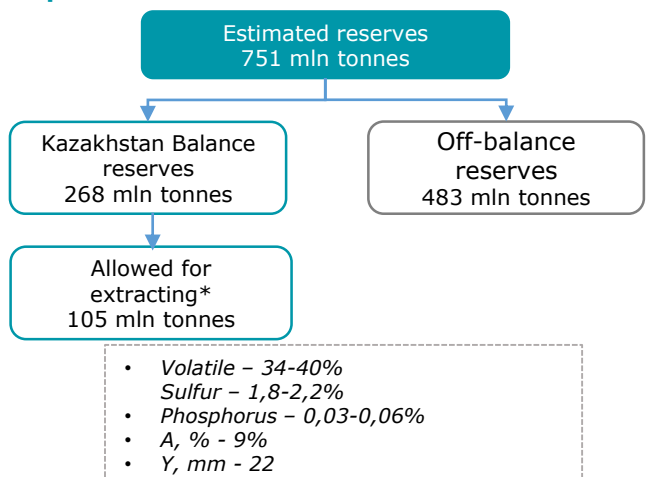 Estimated reserves
751 mln tonnes
Kazakhstan Balance
reserves
268 mln tonnes
Off-balance
reserves
483 mln tonnes
Allowed for
extracting*
105 mln tonnes
• Volatile – 34-40%
Sulfur – 1,8-2,2%
• Phosphorus – 0,03-0,06%
• A, % - 9%
• Y, mm - 22